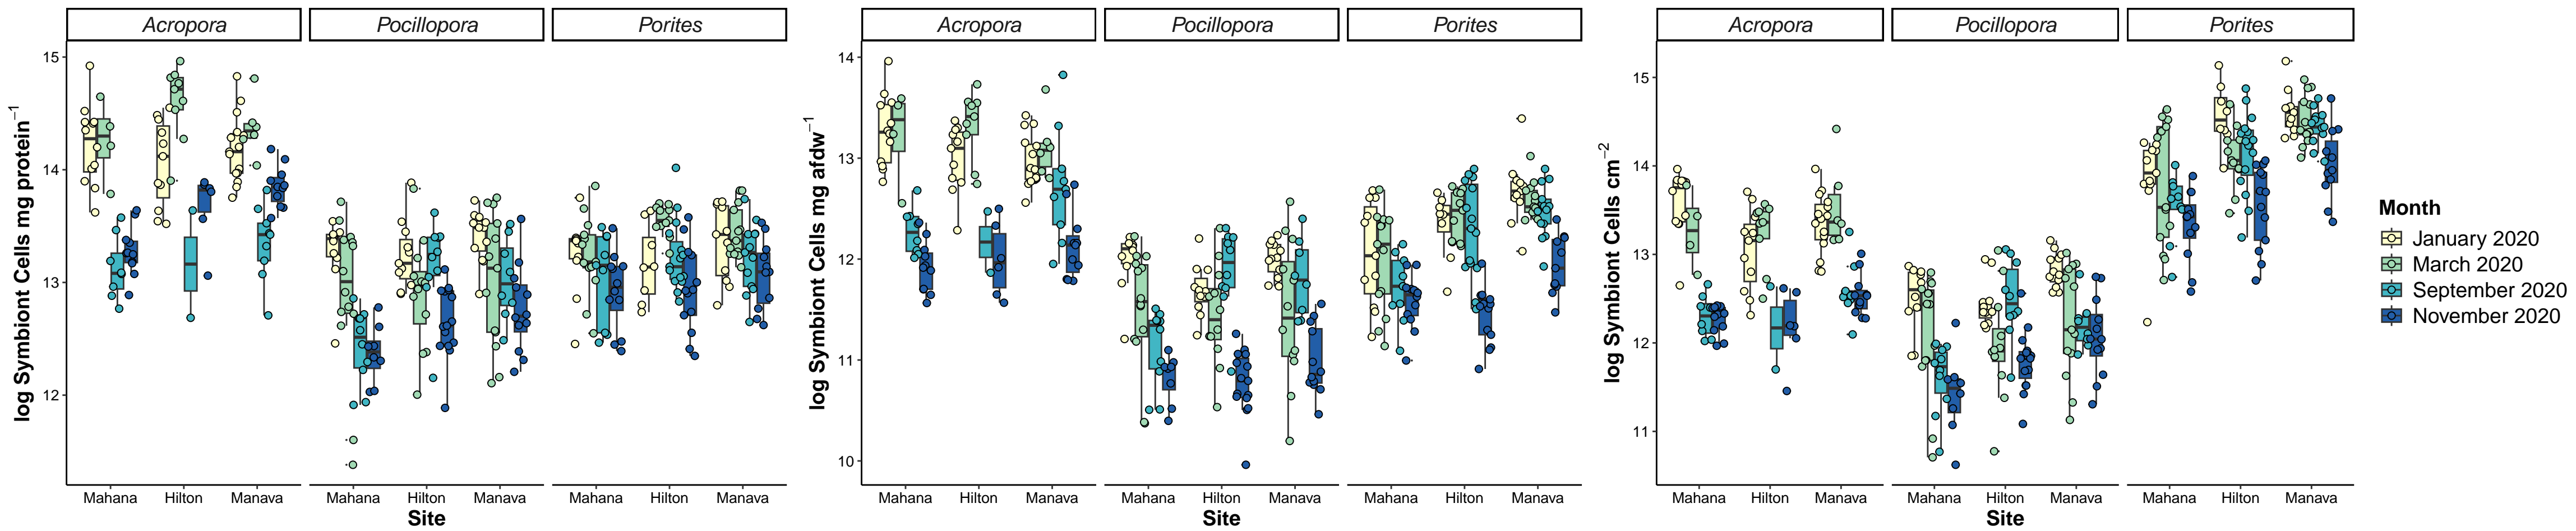 Acropora Pocillopora Porites
log Symbiont Cells mg protein⁻¹
15
14
13
12
Mahana Hilton Manava Mahana Hilton Manava Mahana Hilton Manava
Site
Acropora Pocillopora Porites
log Symbiont Cells mg afdw⁻¹
14
13
12
11
10
Mahana Hilton Manava Mahana Hilton Manava Mahana Hilton Manava
Site
Acropora Pocillopora Porites
log Symbiont Cells cm⁻²
15
14
13
12
11
Mahana Hilton Manava Mahana Hilton Manava Mahana Hilton Manava
Site
Month
January 2020
March 2020
September 2020
November 2020